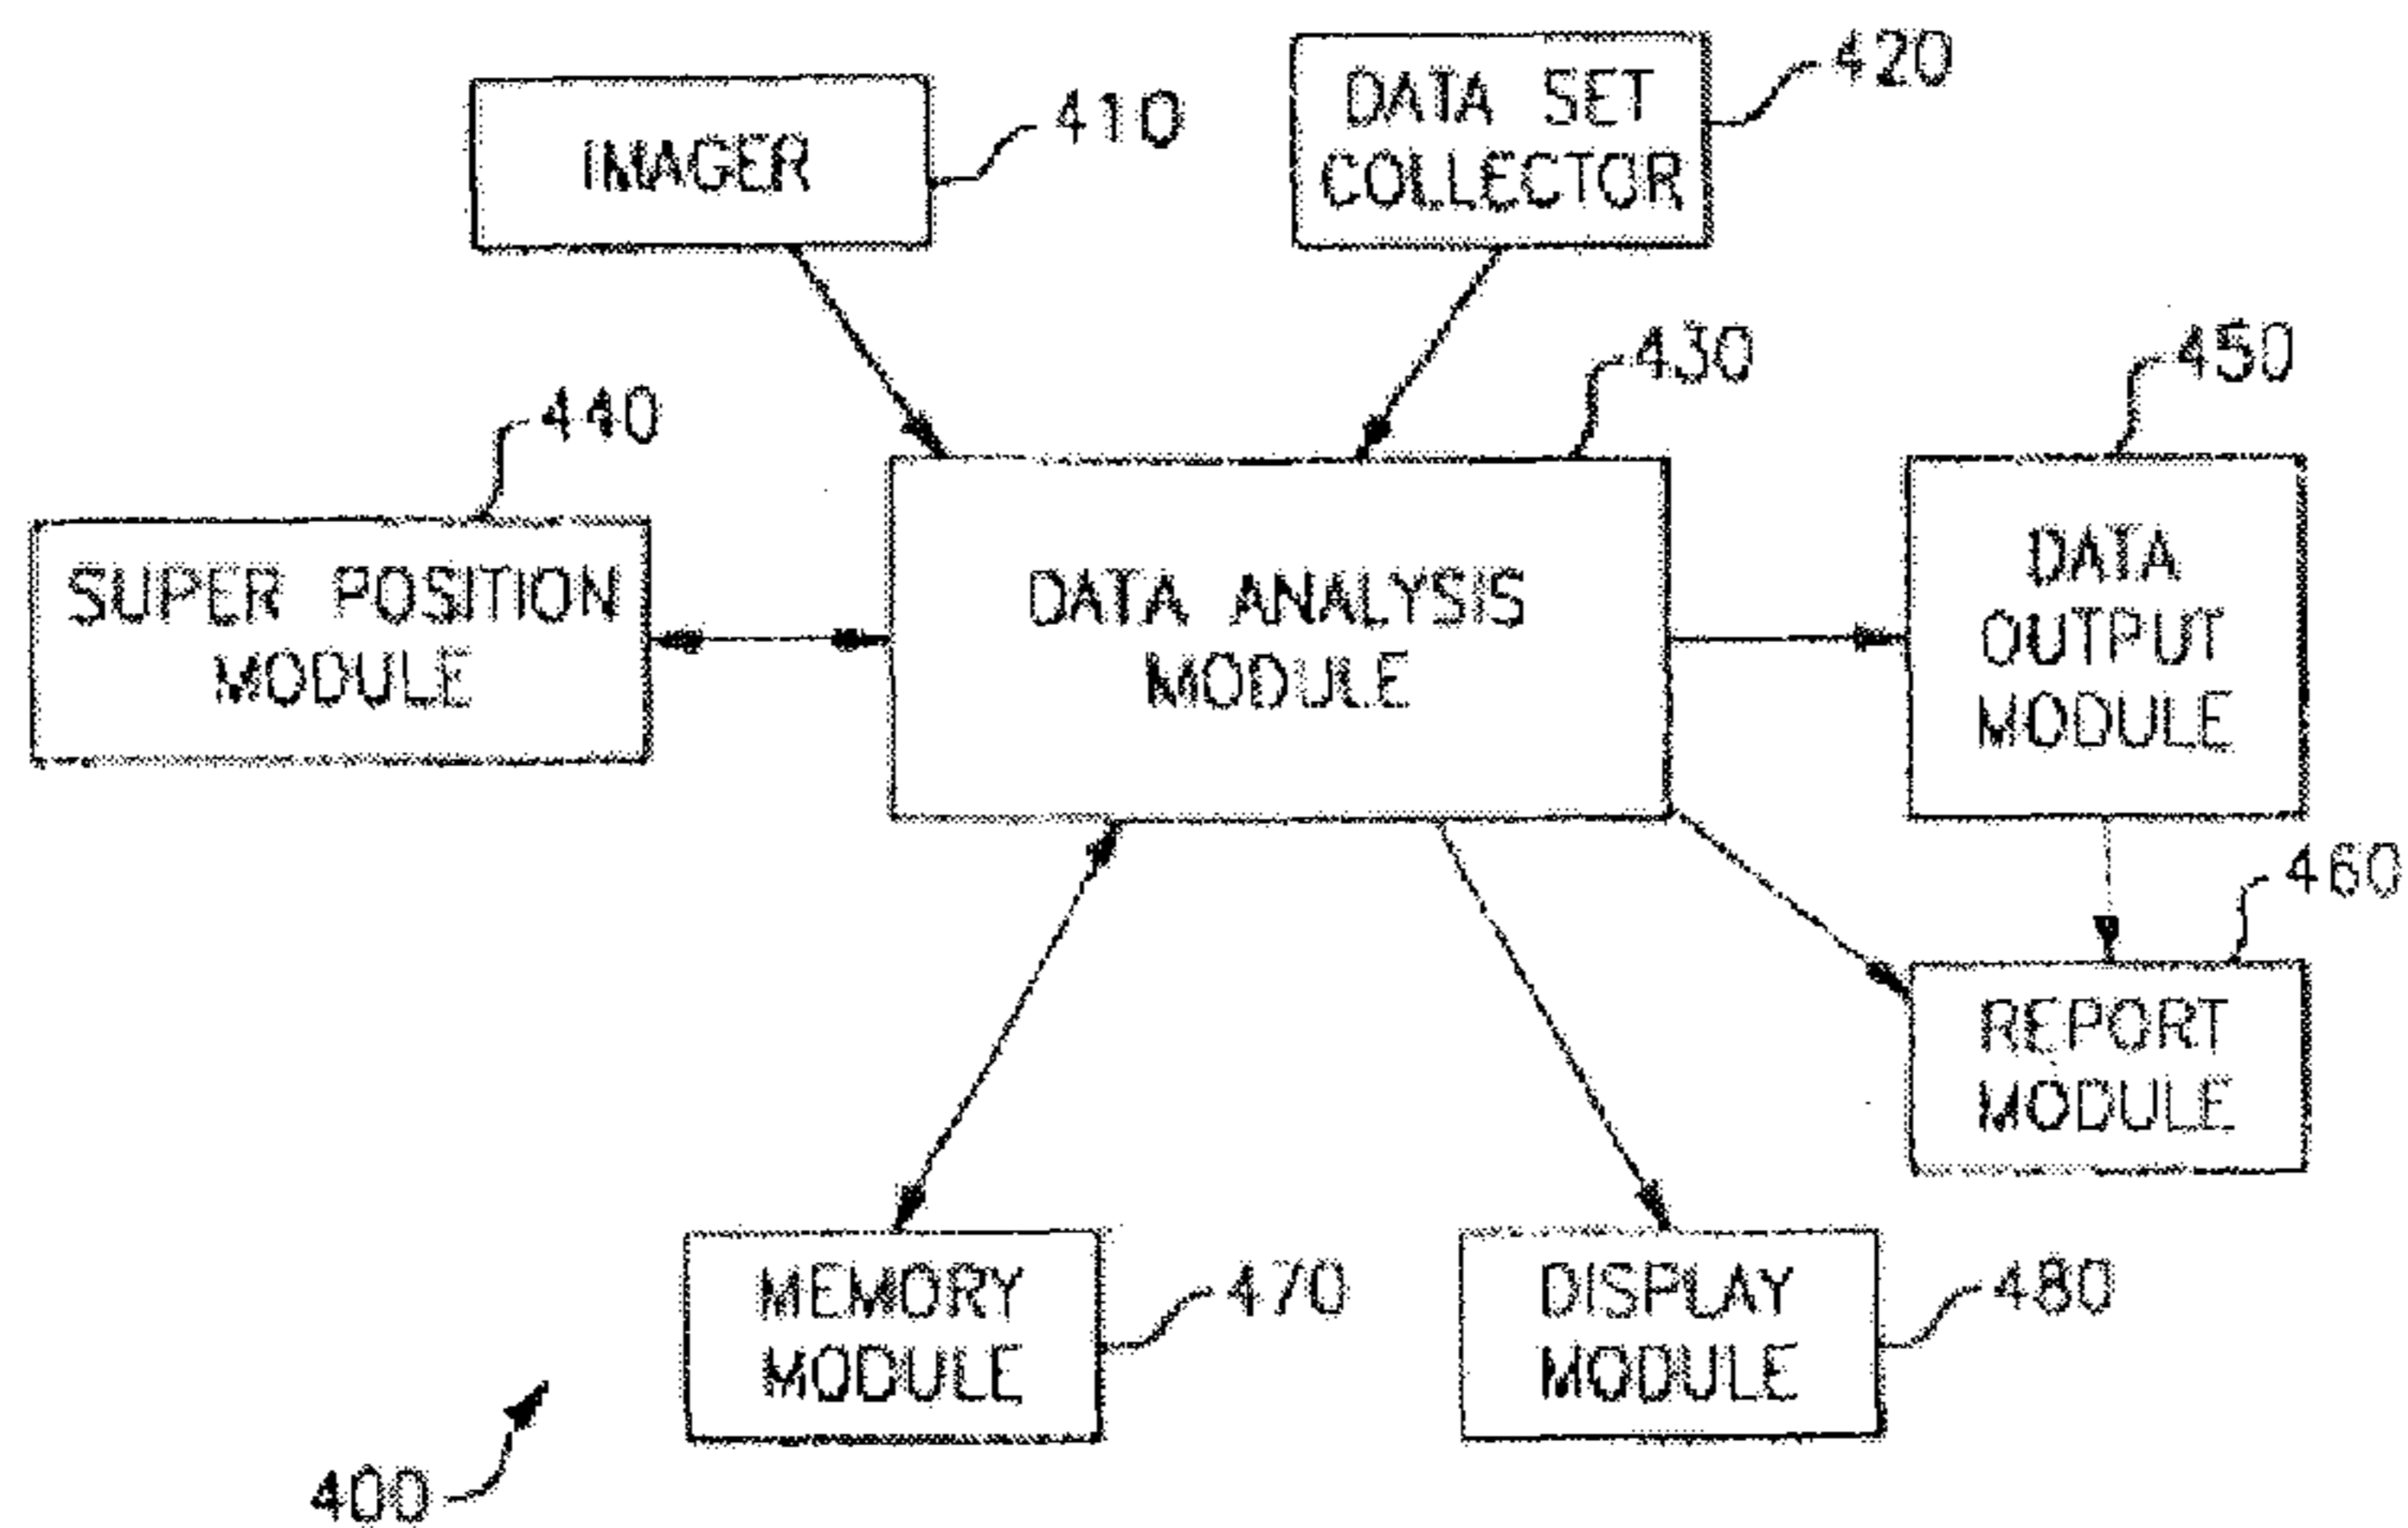 IMAGER
410
DATA SET
COLLECTOR
420
430
440
450
SUPER POSITION
MODULE
DATA ANALYSIS
MODULE
DATA
OUTPUT
MODULE
460
REPORT
MODULE
MEMORY
MODULE
470
DISPLAY
MODULE
480
400